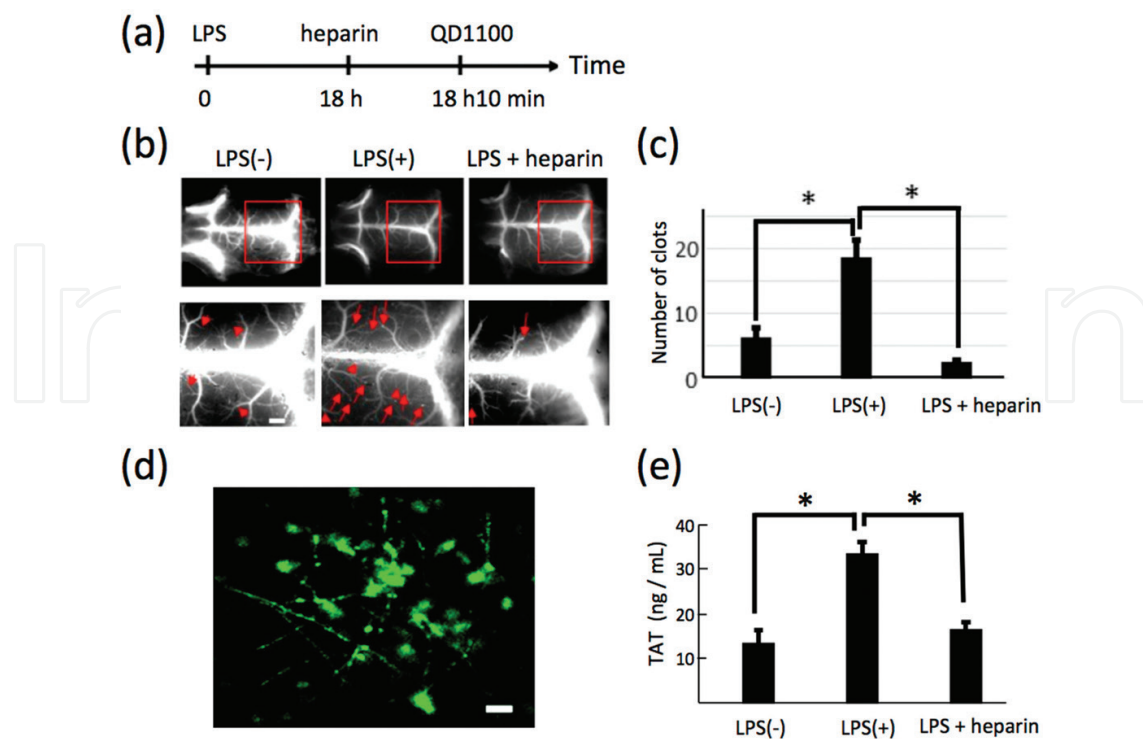 (a)
LPS heparin QD1100
Time
0 18 h 18 h10 min
(b)
LPS(-) LPS(+) LPS + heparin
(c)
* *
Number of clots
20
10
0
LPS(-) LPS(+) LPS + heparin
(d)
(e)
* *
TAT (ng / mL)
40
30
20
10
LPS(-) LPS(+) LPS + heparin